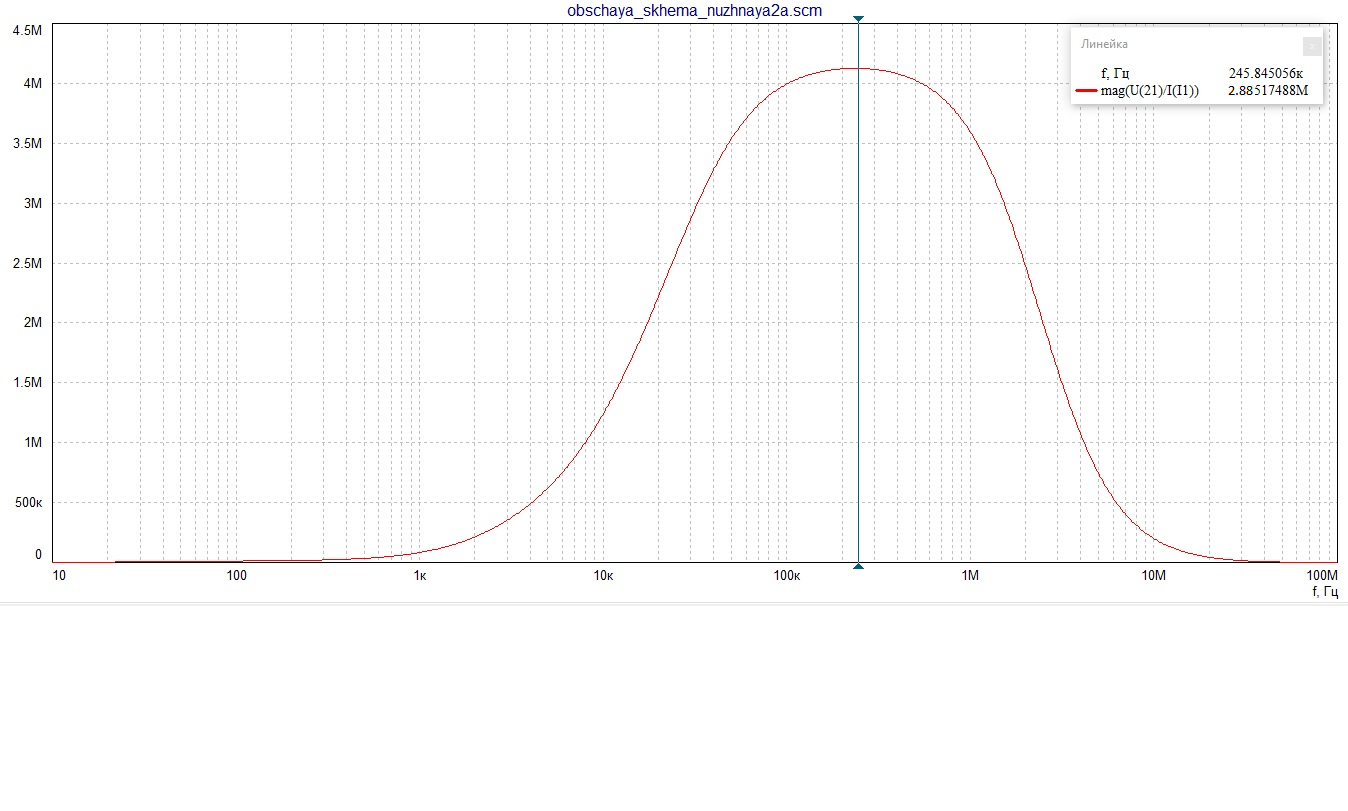 obschaya_skhema_nuzhnaya2a.scm
4.5M
4M
3.5M
3M
2.5M
2M
1.5M
1M
500к
0
10 100 1к 10к 100к 1M 10M 100M
f, Гц
Линейка
f, Гц 245.845056к
mag(U(21)/I(I1)) 2.88517488M